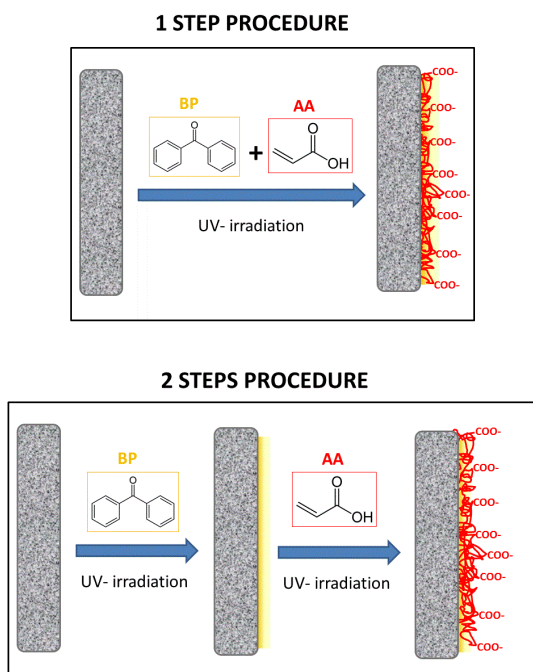 1 STEP PROCEDURE
BP
AA
O
O
OH
+
UV- irradiation
COO-
COO-
COO-
COO-
COO-
COO-
COO-
COO-
2 STEPS PROCEDURE
BP
O
UV- irradiation
AA
O
OH
UV- irradiation
COO-
COO-
COO-
COO-
COO-
COO-
COO-
COO-